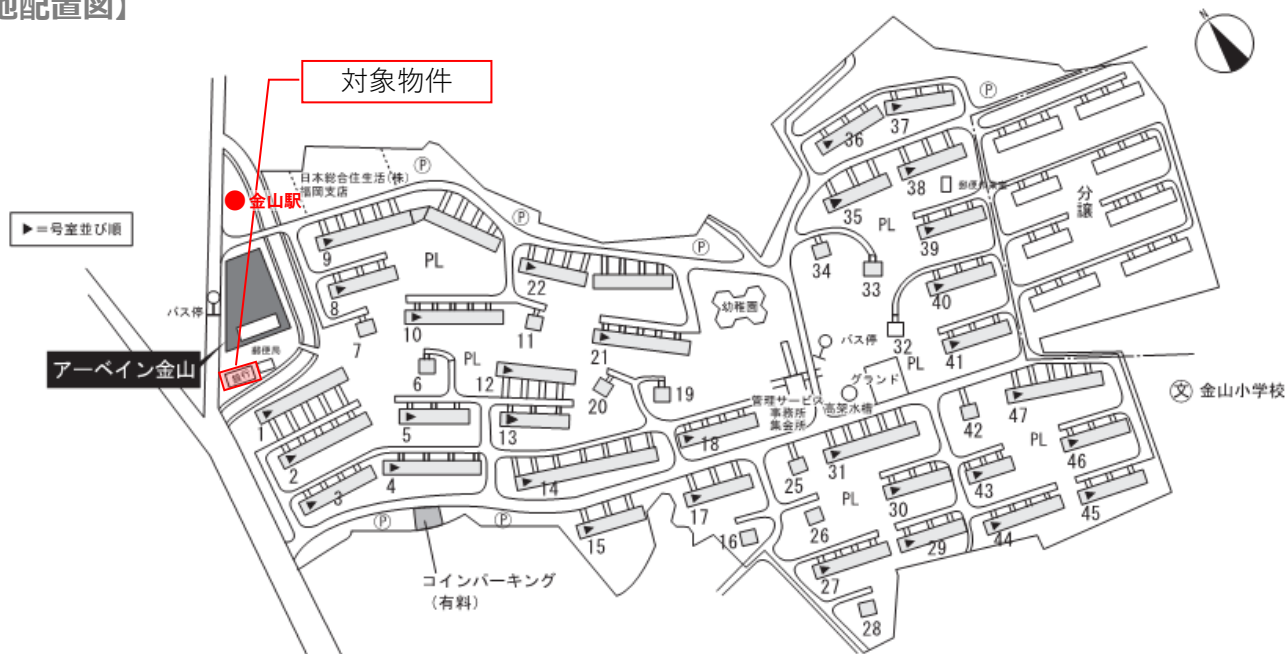 地配置図】
N
対象物件
36
37
Ⓟ
38
日本総合住生活(株)
福岡支店
Ⓟ
金山駅
▶=号室並び順
35
PL
分譲
39
9
PL
Ⓟ
Ⓟ
34
33
8
22
40
幼稚園
バス停
10
11
7
21
バス停
32
PL
41
郵便局
アーベイン金山
銀行
PL
6
12
20
19
グランド
高架水槽
管理サービス
事務所
集会所
文
金山小学校
47
42
PL
1
5
13
18
31
46
2
3
4
14
25
43
PL
30
45
17
26
Ⓟ
Ⓟ
15
16
29
44
27
コインパーキング
(有料)
28